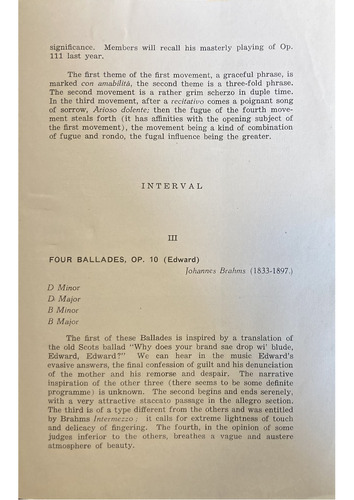 significance. Members will recall his masterly playing of Op.
111 last year.
The first theme of the first movement, a graceful phrase, is
marked con amabilitá, the second theme is a three-fold phrase.
The second movement is a rather grim scherzo in duple time.
In the third movement, after a recitativo comes a poignant song
of sorrow, Arioso dolente; then the fugue of the fourth move-
ment steals forth (it has affinities with the opening subject of
the first movement), the movement being a kind of combination
of fugue and rondo, the fugal influence being the greater.
INTERVAL
III
FOUR BALLADES, OP. 10 (Edward)
Johannes Brahms (1833-1897.)
D Minor
D Major
B Minor
B Major
The first of these Ballades is inspired by a translation of
the old Scots ballad "Why does your brand sae drop wi' blude,
Edward, Edward?" We can hear in the music Edward's
evasive answers, the final confession of guilt and his denunciation
of the mother and his remorse and despair. The narrative
inspiration of the other three (there seems to be some definite
programme) is unknown. The second begins and ends serenely,
with a very attractive staccato passage in the allegro section.
The third is of a type different from the others and was entitled
by Brahms Intermezzo; it calls for extreme lightness of touch
and delicacy of fingering. The fourth, in the opinion of some
judges inferior to the others, breathes a vague and austere
atmosphere of beauty.